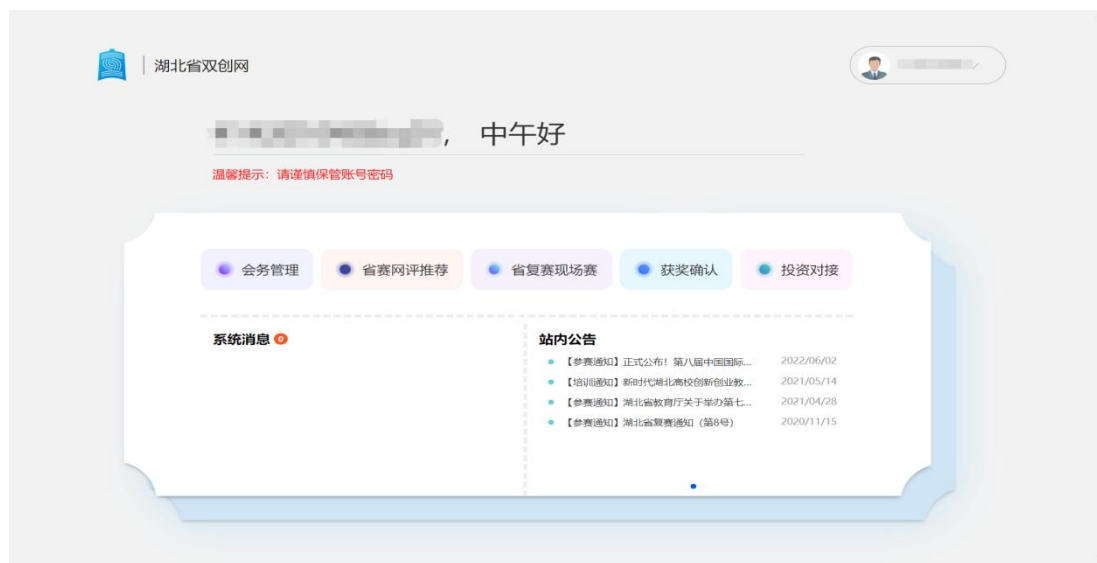 湖北省双创网
, 中午好
温馨提示：请谨慎保管账号密码
会务管理 省赛网评推荐 省复赛现场赛 获奖确认 投资对接
系统消息 0
站内公告
【参赛通知】正式公布！第八届中国国际... 2022/06/02
【培训通知】新时代湖北高校创新创业教... 2021/05/14
【参赛通知】湖北省教育厅关于举办第七... 2021/04/28
【参赛通知】湖北省复赛通知（第8号） 2020/11/15